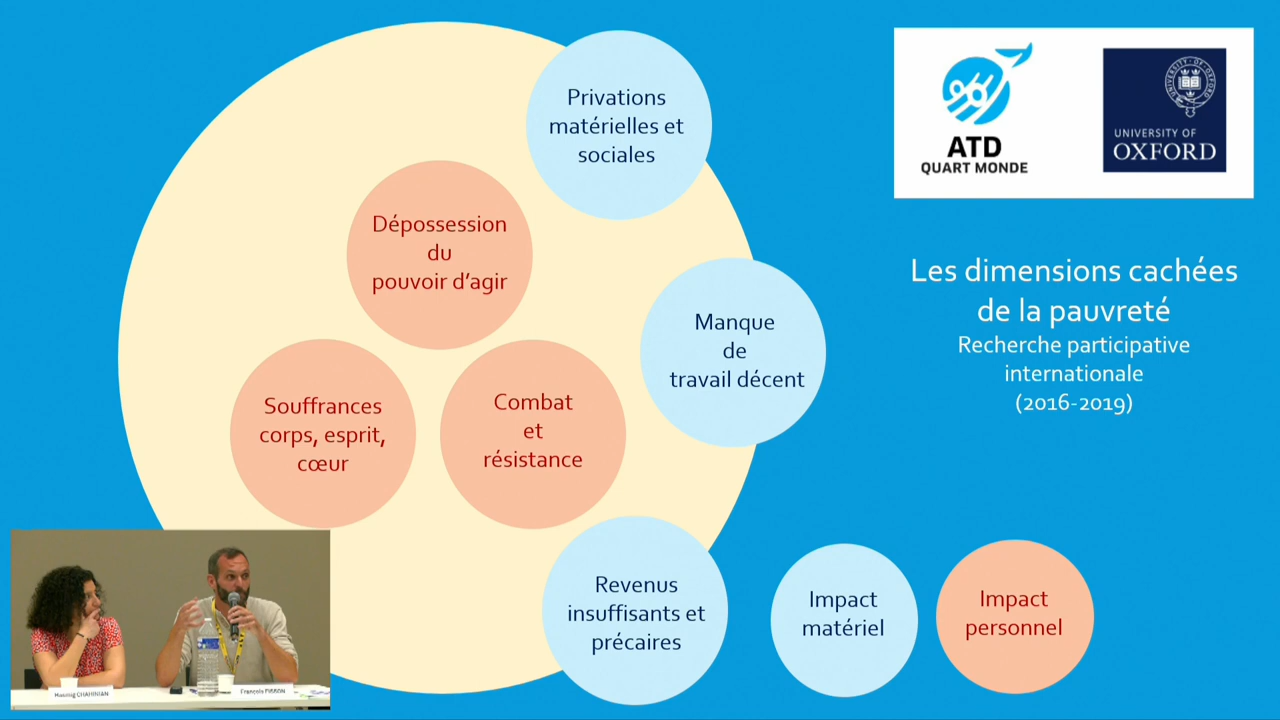 Privations
matérielles et
sociales
Dépossession
du
pouvoir d'agir
Manque
de
travail décent
Souffrances
corps, esprit,
cœur
Combat
et
résistance
Revenus
insuffisants et
précaires
Impact
matériel
Impact
personnel
ATD
QUART MONDE
UNIVERSITY OF
OXFORD
Les dimensions cachées
de la pauvreté
Recherche participative
internationale
(2016-2019)
CHAHINIAN
François